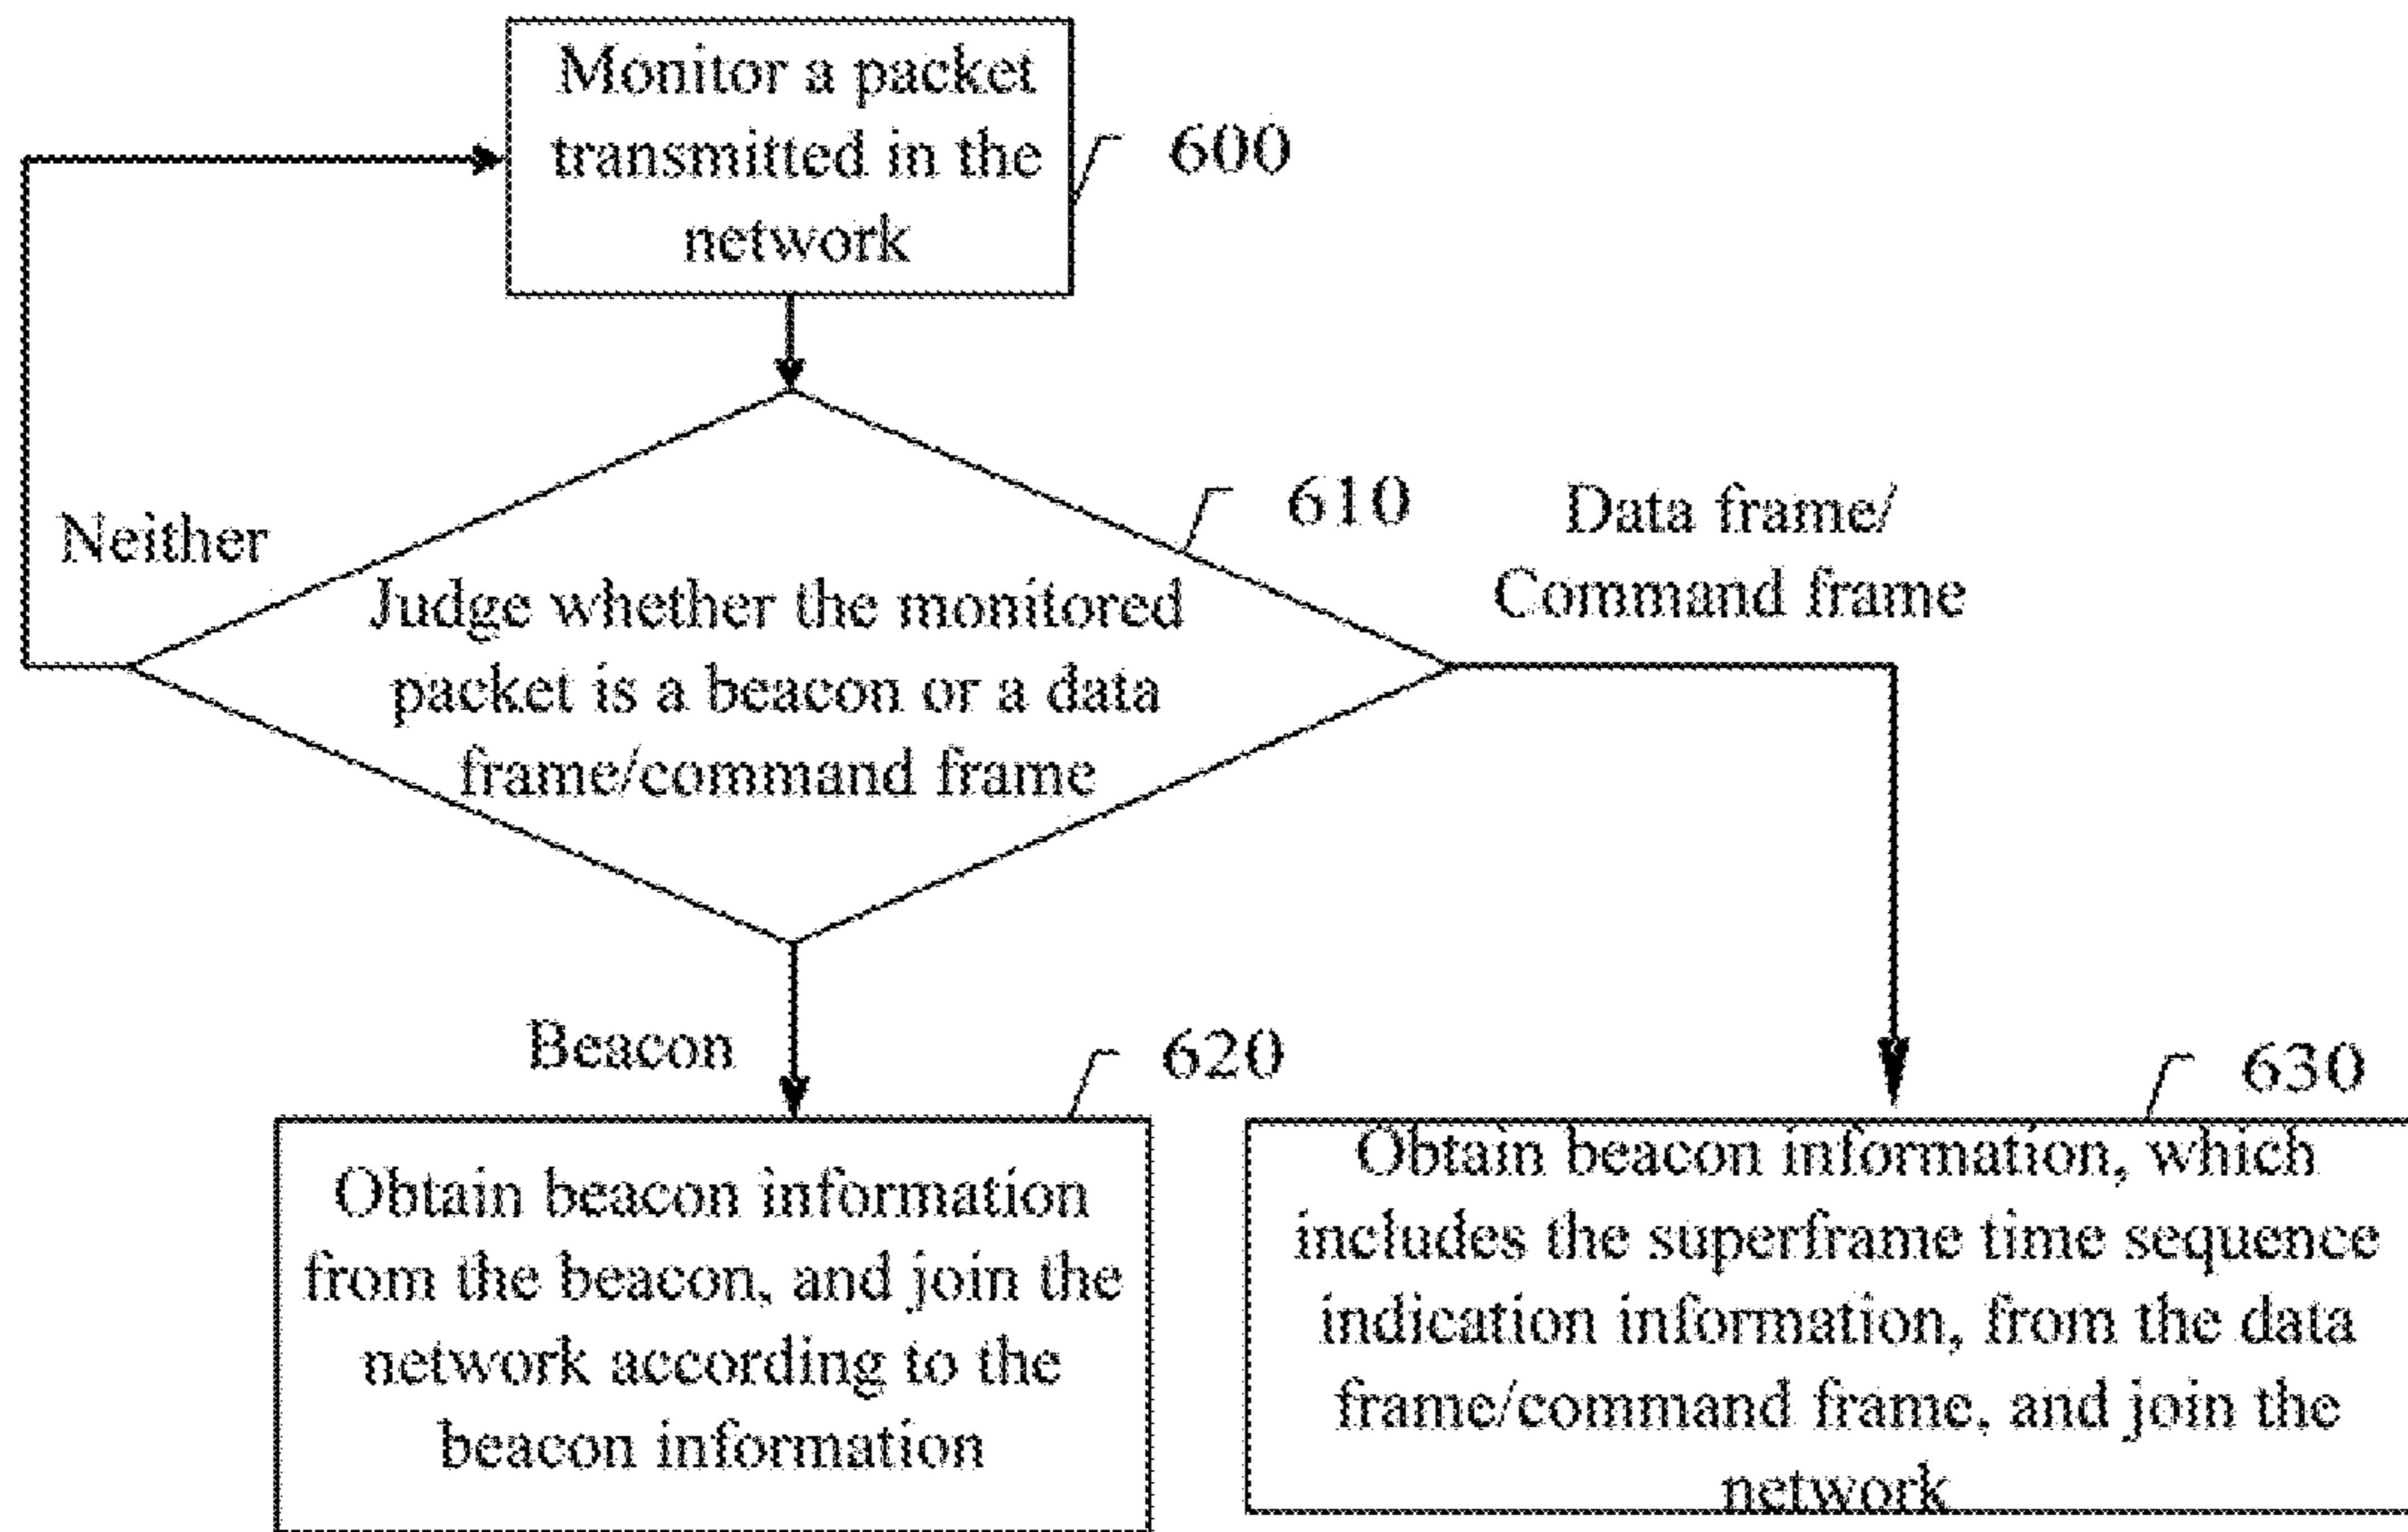 Monitor a packet
transmitted in the
network
600
Neither
610
Data frame/
Command frame
Judge whether the monitored
packet is a beacon or a data
frame/command frame
Beacon
620
630
Obtain beacon information
from the beacon, and join the
network according to the
beacon information
Obtain beacon information, which
includes the superframe time sequence
indication information, from the data
frame/command frame, and join the
network